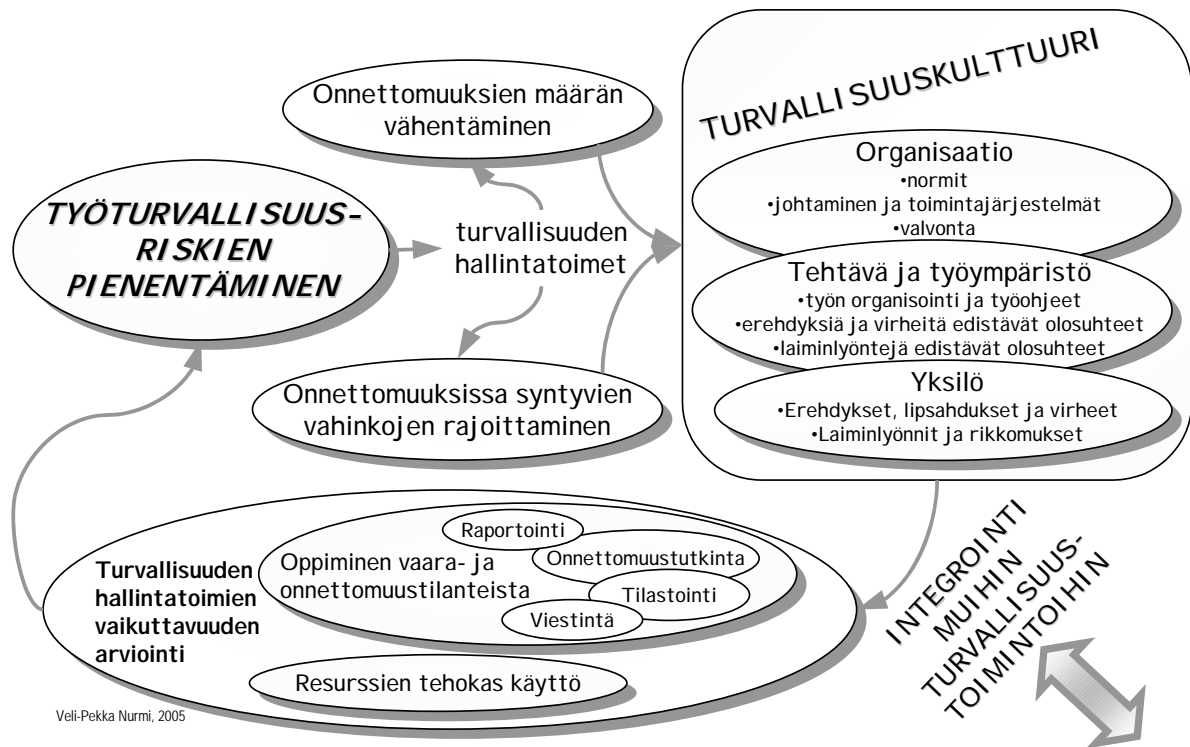 Onnettomuuksien määrän
vähentäminen
TYÖTURVALLISUUS-
RISKIEN
PIENENTÄMINEN
turvallisuuden
hallintatoimet
Onnettomuuksissa syntyvien
vahinkojen rajoittaminen
TURVALLISUUSKULTTUURI
Organisaatio
•normit
•johtaminen ja toimintajärjestelmät
•valvonta
Tehtävä ja työympäristö
•työn organisointi ja työohjeet
•erehdyksiä ja virheitä edistävät olosuhteet
•laiminlyöntejä edistävät olosuhteet
Yksilö
•Erehdykset, lipsahdukset ja virheet
•Laiminlyönnit ja rikkomukset
Turvallisuuden
hallintatoimien
vaikuttavuuden
arviointi
Oppiminen vaara- ja
onnettomuustilanteista
Raportointi
Onnettomuustutkinta
Tilastointi
Viestintä
Resurssien tehokas käyttö
INTEGROINTI
MUIHIN
TURVALLISUUS-
TOIMINTOIHIN
Veli-Pekka Nurmi, 2005